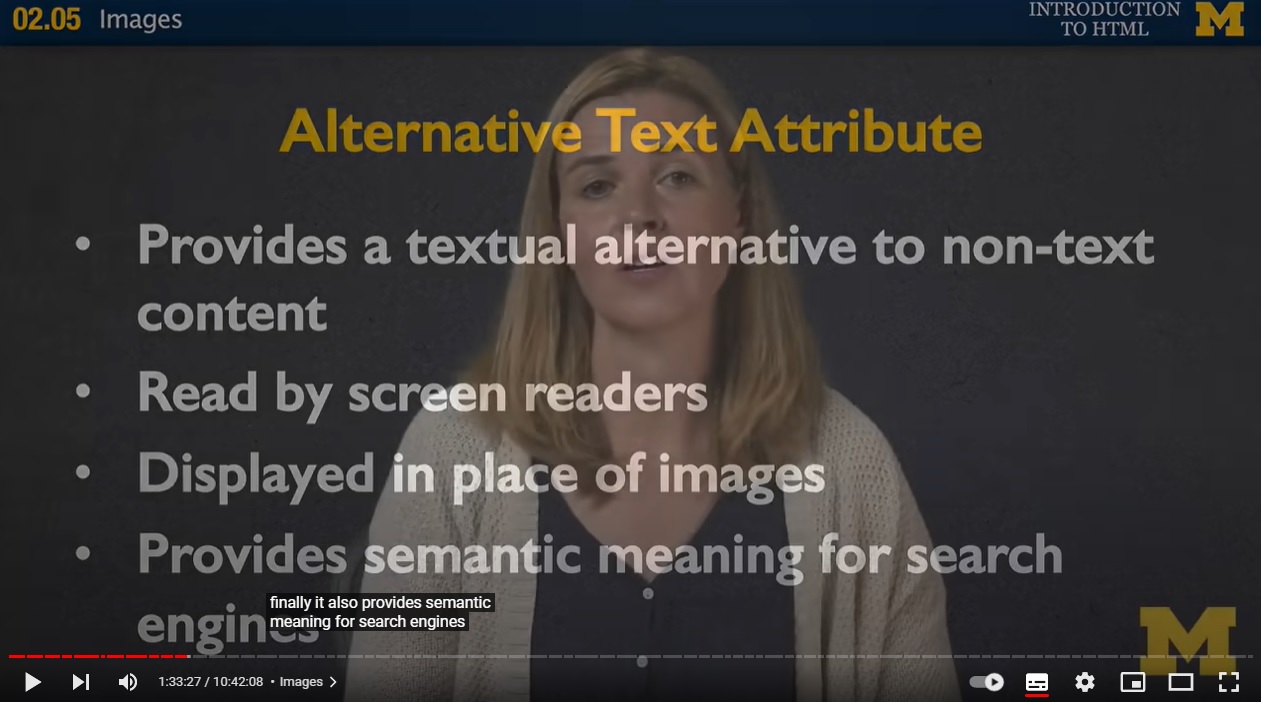 02.05 Images
INTRODUCTION
TO HTML
M
Alternative Text Attribute
• Provides a textual alternative to non-text
content
• Read by screen readers
• Displayed in place of images
• Provides semantic meaning for search
engines
finally it also provides semantic
meaning for search engines
M
1:33:27 / 10:42:08 • Images >